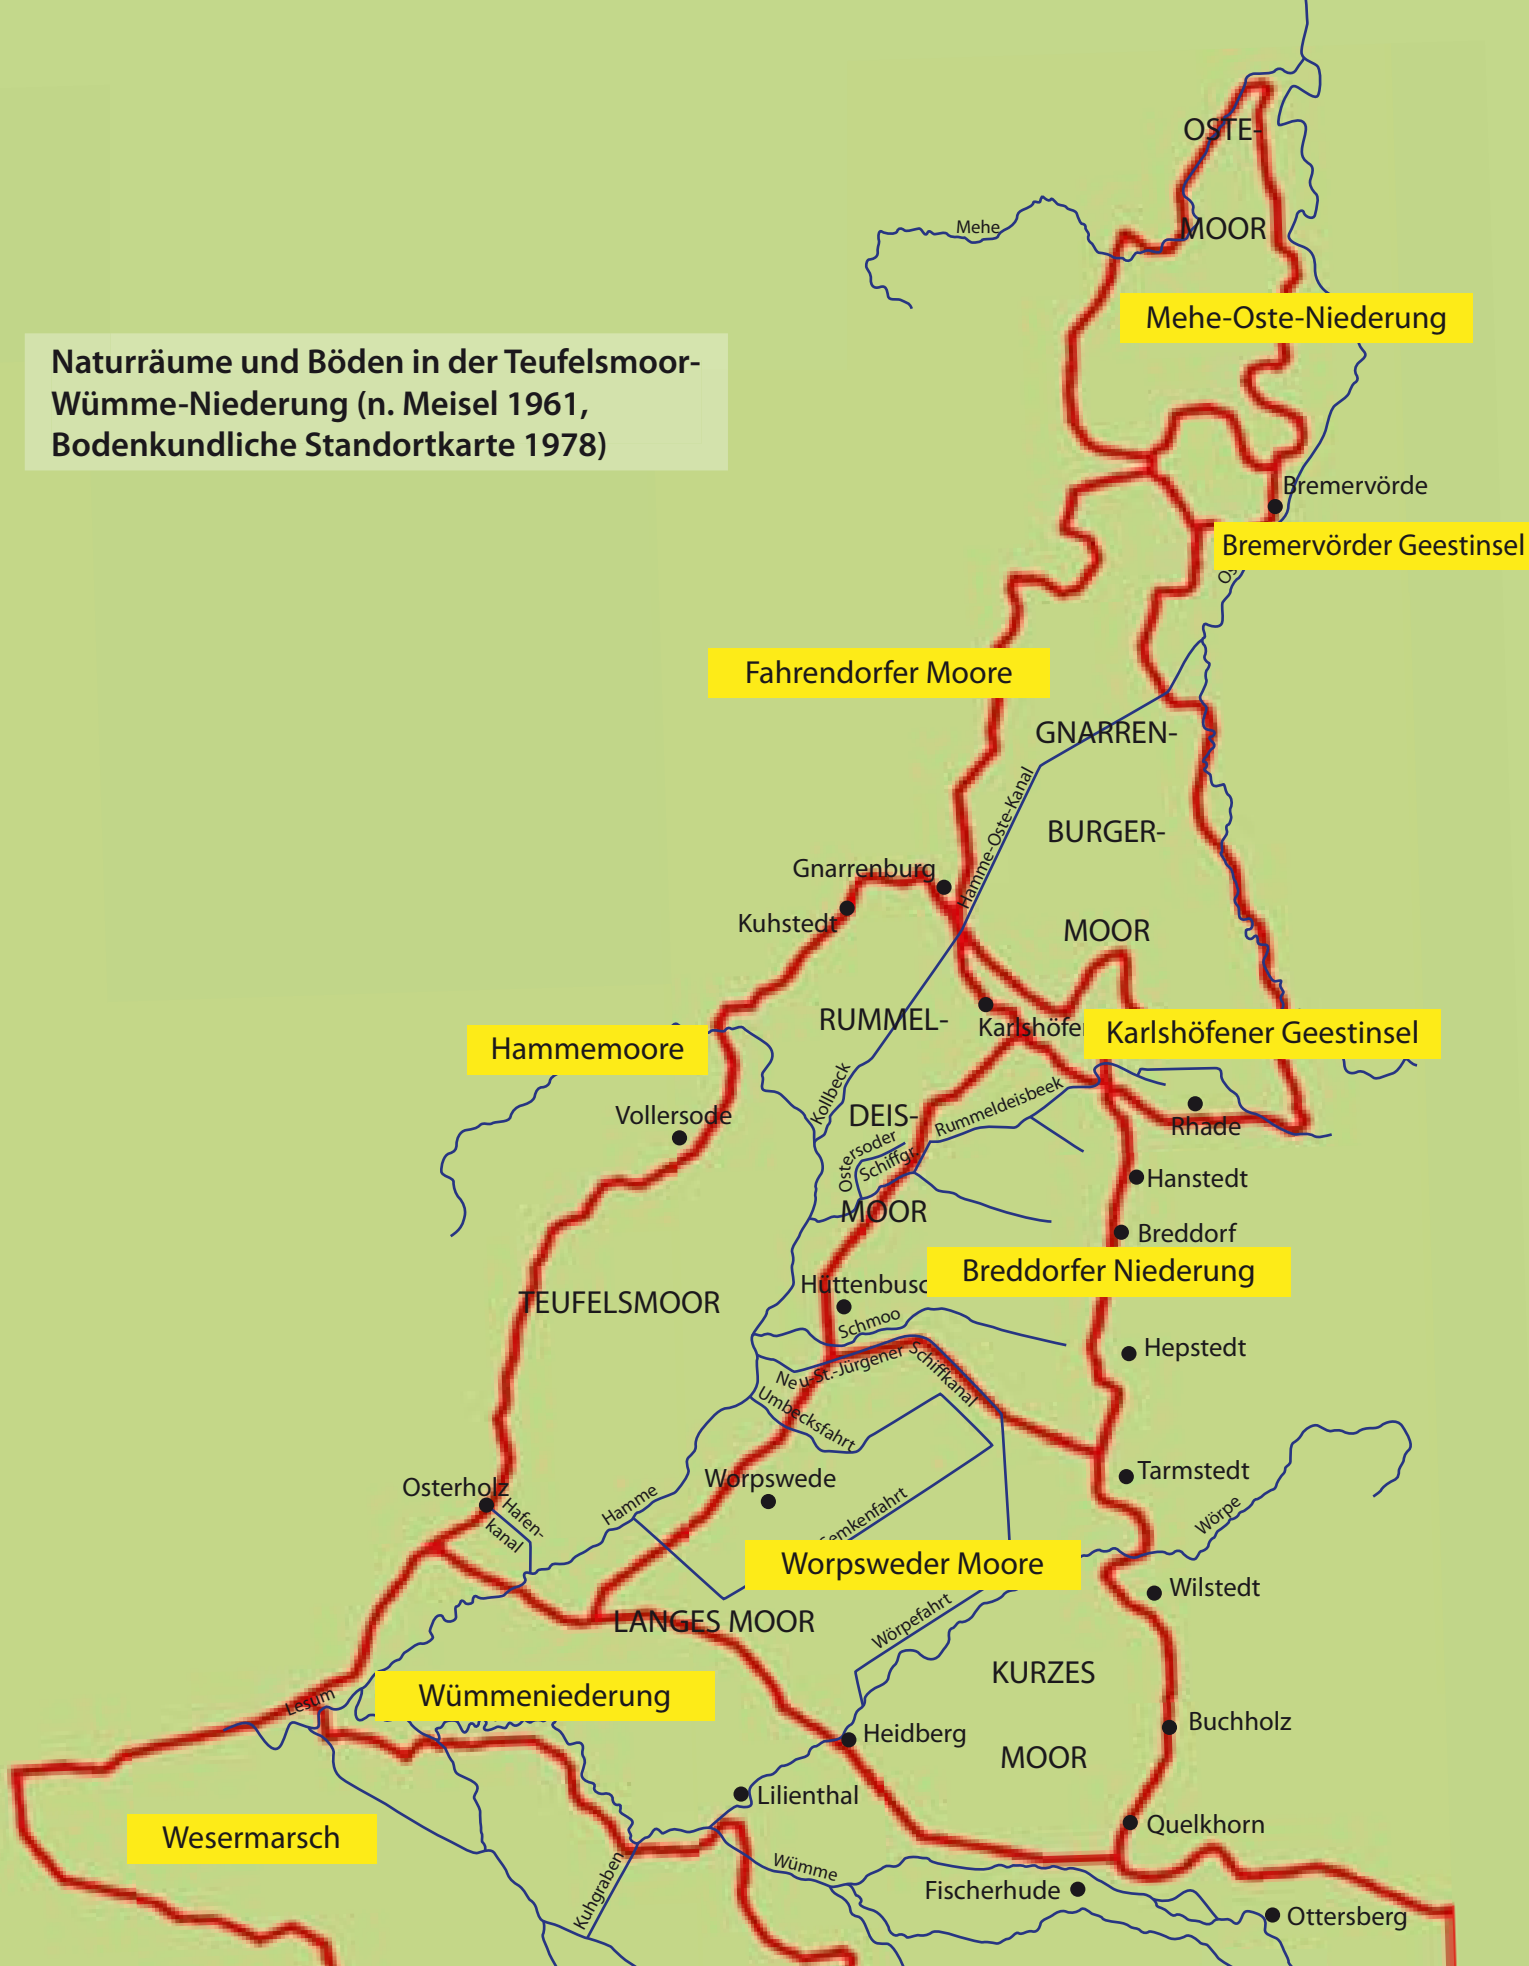 OSTE-
Mehe
MOOR
Mehe-Oste-Niederung
Naturräume und Böden in der Teufelsmoor-
Wümme-Niederung (n. Meisel 1961,
Bodenkundliche Standortkarte 1978)
Bremervörde
Bremervörder Geestinsel
Fahrendorfer Moore
GNARREN-
Hamme-Oste-Kanal
BURGER-
Gnarrenburg
Kuhstedt
MOOR
RUMMEL-
Karlshöfe
Karlshöfener Geestinsel
Hammemoore
Kollbeck
Rummeldeisbeek
Vollersode
DEIS-
Rhade
Ostersoder
Schiffgr.
Hanstedt
MOOR
Breddorf
Breddorfer Niederung
Hüttenbusc
TEUFELSMOOR
Schmoo
Hepstedt
Neu-St.-Jürgener Schiffkanal
Umbecksfahrt
Tarmstedt
Worpswede
Osterholz
Hafen-
kanal
Hamme
Semkenfahrt
Wörpe
Worpsweder Moore
Wilstedt
LANGES MOOR
Wörpefahrt
KURZES
Wümmeniederung
Lesum
Buchholz
Heidberg
MOOR
Lilienthal
Quelkhorn
Wesermarsch
Wümme
Kuhgraben
Fischerhude
Ottersberg